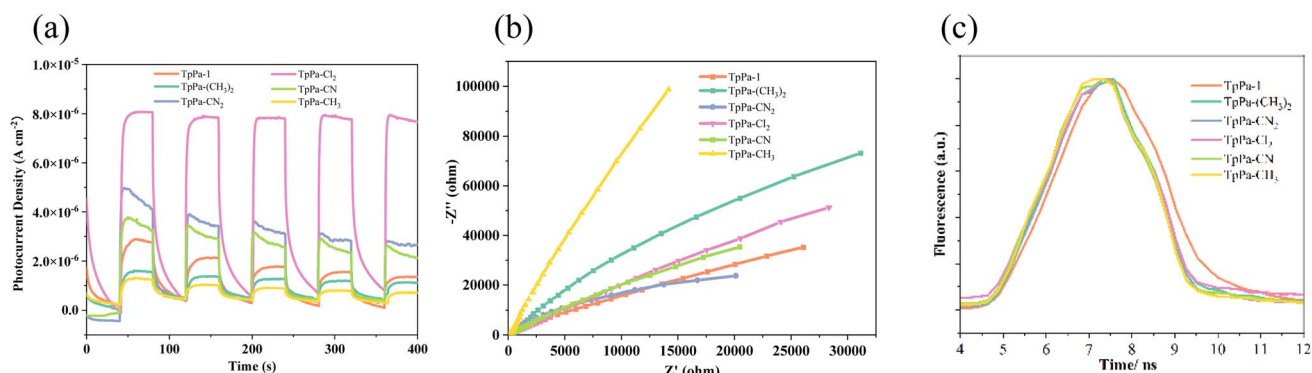 (a)
Photocurrent Density (A cm⁻²)
1.0×10⁻⁵
8.0×10⁻⁶
6.0×10⁻⁶
4.0×10⁻⁶
2.0×10⁻⁶
0.0
TpPa-1
TpPa-(CH₃)₂
TpPa-CN₂
TpPa-Cl₂
TpPa-CN
TpPa-CH₃
0 100 200 300 400
Time (s)
(b)
-Z'' (ohm)
100000
80000
60000
40000
20000
0
TpPa-1
TpPa-(CH₃)₂
TpPa-CN₂
TpPa-Cl₂
TpPa-CN
TpPa-CH₃
0 5000 10000 15000 20000 25000 30000
Z' (ohm)
(c)
Fluorescence (a.u.)
TpPa-1
TpPa-(CH₃)₂
TpPa-CN₂
TpPa-Cl₂
TpPa-CN
TpPa-CH₃
4 5 6 7 8 9 10 11 12
Time/ ns